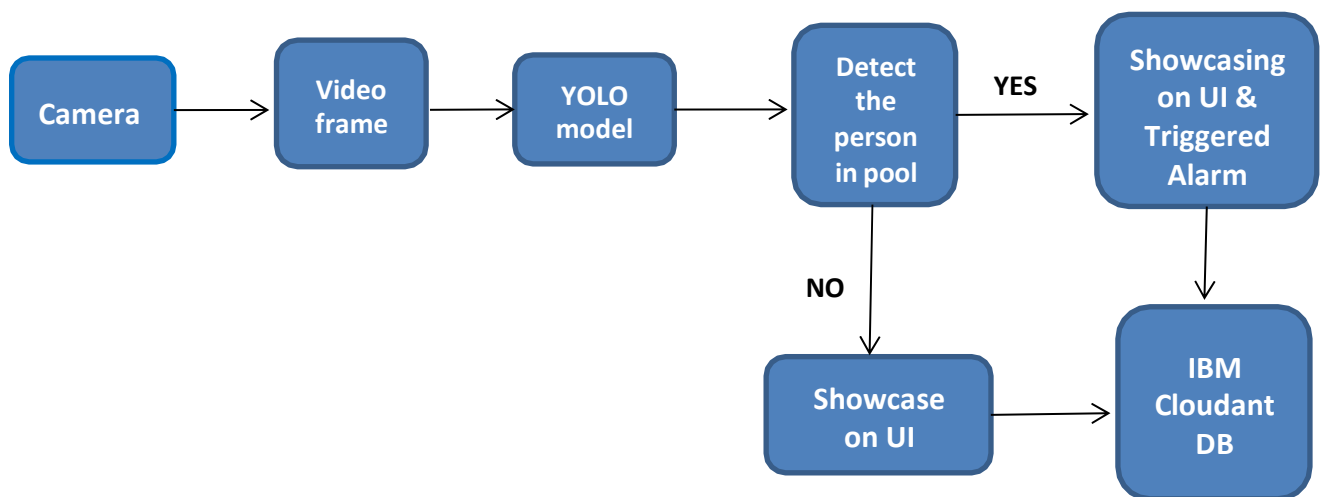 Camera
Video
frame
YOLO
model
Detect
the
person
in pool
YES
Showcasing
on UI &
Triggered
Alarm
NO
Showcase
on UI
IBM
Cloudant
DB